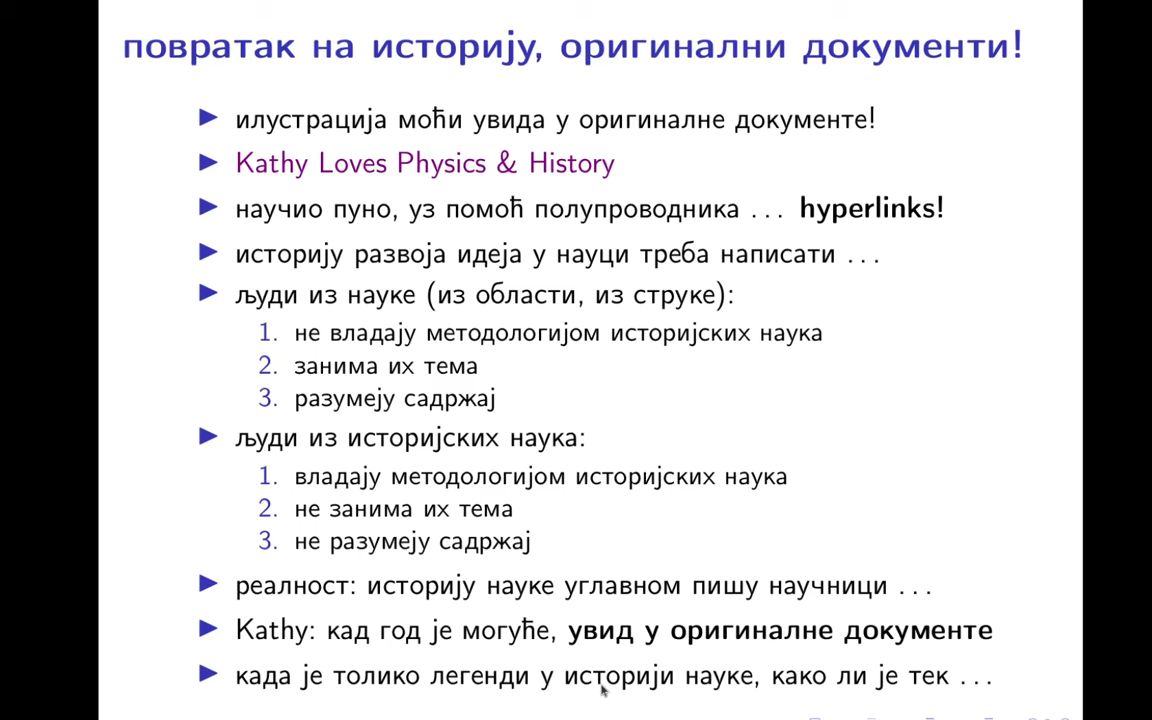 повратак на историју, оригинални документи!
▶ илустрација моћи увида у оригиналне документе!
▶ Kathy Loves Physics & History
▶ научио пуно, уз помоћ полупроводника ... hyperlinks!
▶ историју развоја идеја у науци треба написати ...
▶ људи из науке (из области, из струке):
1. не владају методологијом историјских наука
2. занима их тема
3. разумеју садржај
▶ људи из историјских наука:
1. владају методологијом историјских наука
2. не занима их тема
3. не разумеју садржај
▶ реалност: историју науке углавном пишу научници ...
▶ Kathy: кад год је могуће, увид у оригиналне документе
▶ када је толико легенди у историји науке, како ли је тек ...